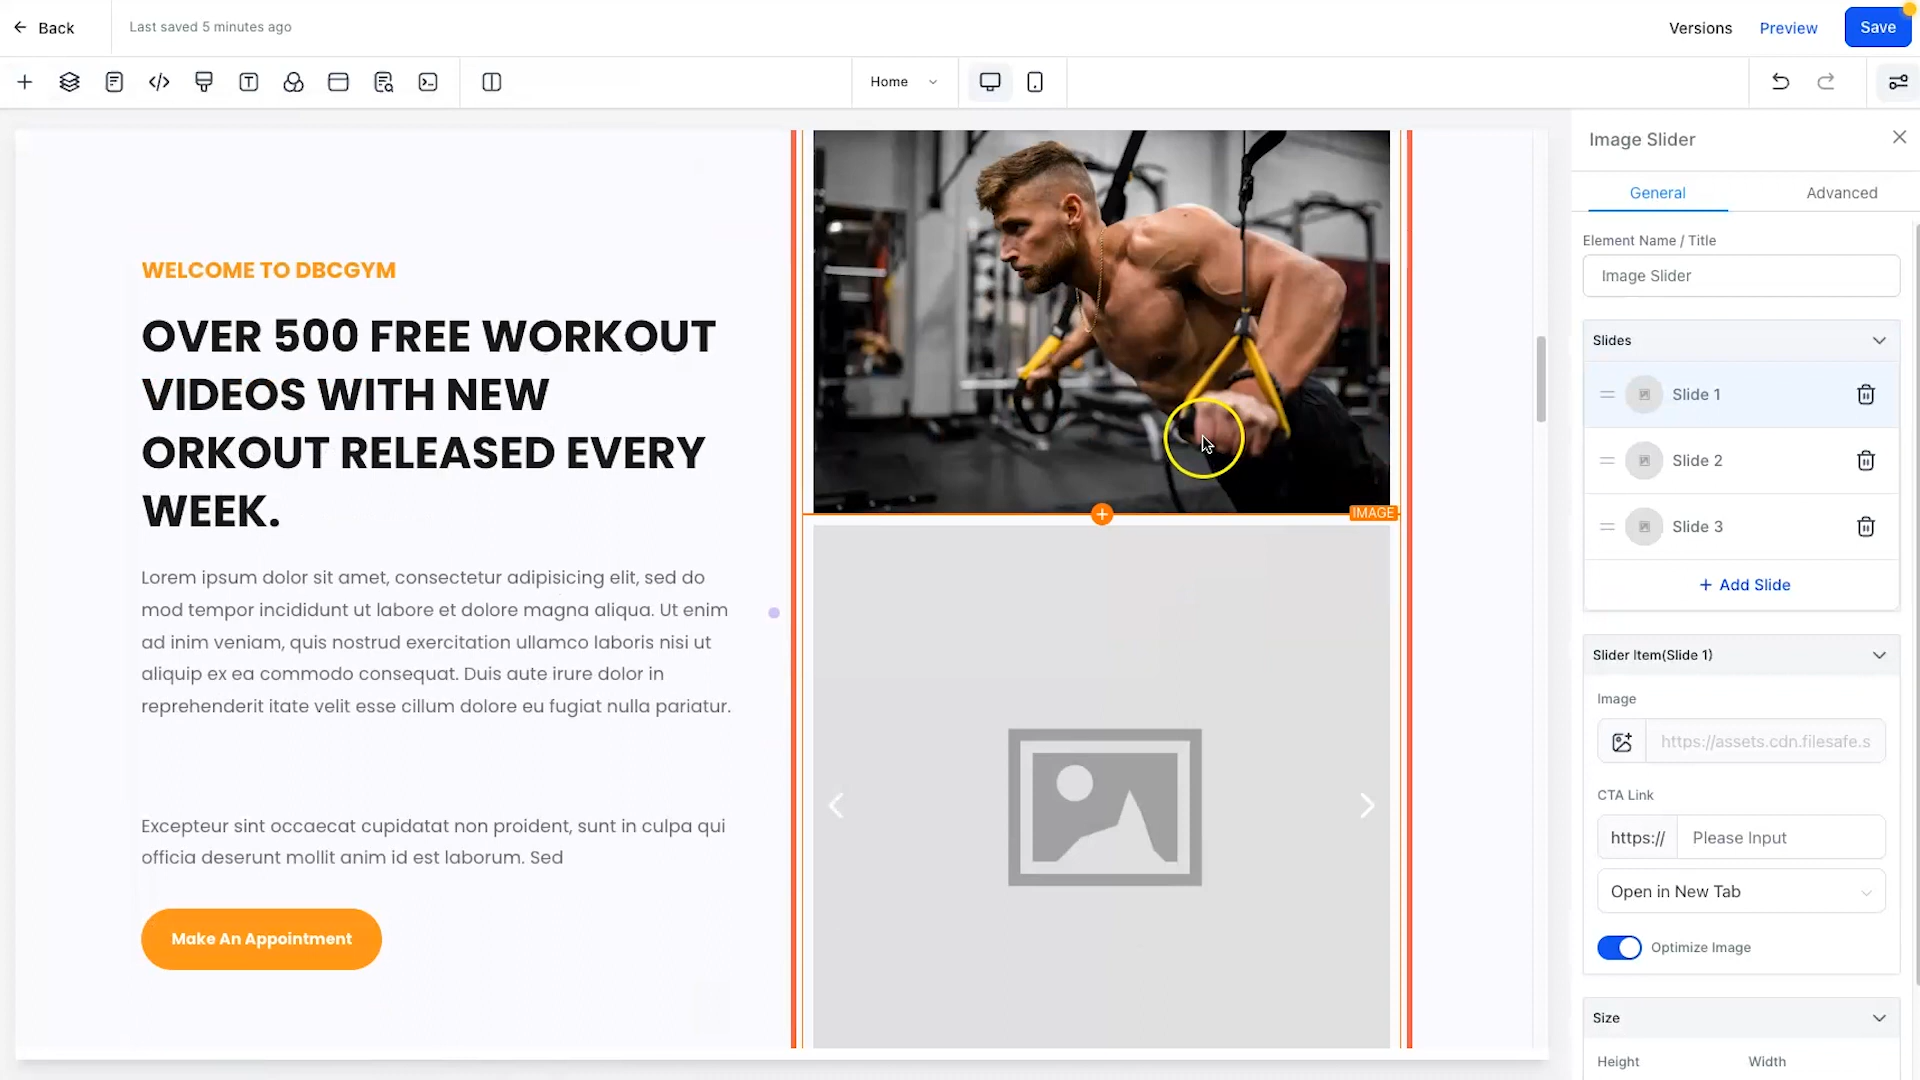 Back
Last saved 5 minutes ago
Versions
Preview
Save
Home
Image Slider
General
Advanced
Element Name / Title
Image Slider
Slides
Slide 1
Slide 2
Slide 3
+ Add Slide
Slider Item(Slide 1)
Image
https://assets.cdn.filesafe.s
CTA Link
https://
Please Input
Open in New Tab
Optimize Image
Size
Height
Width
WELCOME TO DBCGYM
OVER 500 FREE WORKOUT
VIDEOS WITH NEW
ORKOUT RELEASED EVERY
WEEK.
Lorem ipsum dolor sit amet, consectetur adipisicing elit, sed do
mod tempor incididunt ut labore et dolore magna aliqua. Ut enim
ad inim veniam, quis nostrud exercitation ullamco laboris nisi ut
aliquip ex ea commodo consequat. Duis aute irure dolor in
reprehenderit itate velit esse cillum dolore eu fugiat nulla pariatur.
Excepteur sint occaecat cupidatat non proident, sunt in culpa qui
officia deserunt mollit anim id est laborum. Sed
Make An Appointment
IMAGE